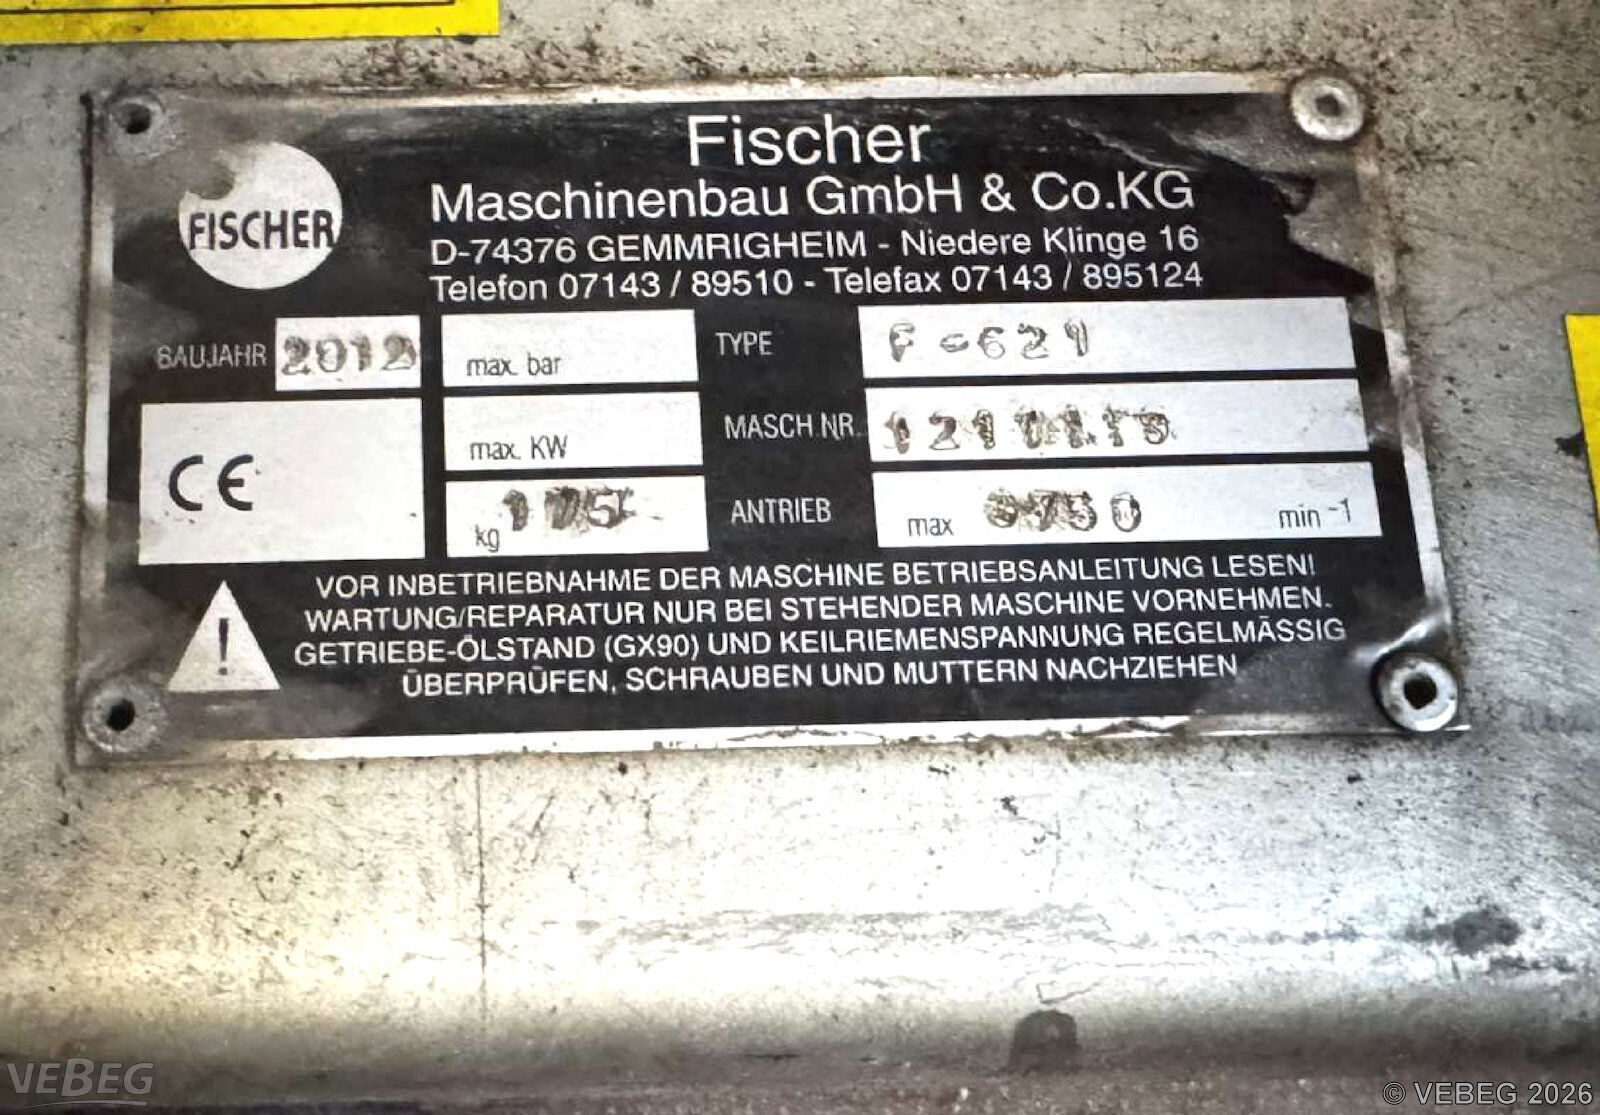 FISCHER
Fischer
Maschinenbau GmbH & Co.KG
D-74376 GEMMRIGHEIM - Niedere Klinge 16
Telefon 07143 / 89510 - Telefax 07143 / 895124
BAUJAHR 2012
max. bar
TYPE F-621
max. KW
MASCH.NR.
CE
kg 175
ANTRIEB
max
min -1
!
VOR INBETRIEBNAHME DER MASCHINE BETRIEBSANLEITUNG LESEN!
WARTUNG/REPARATUR NUR BEI STEHENDER MASCHINE VORNEHMEN.
GETRIEBE-ÖLSTAND (GX90) UND KEILRIEMENSPANNUNG REGELMÄSSIG
ÜBERPRÜFEN, SCHRAUBEN UND MUTTERN NACHZIEHEN
VEBEG
© VEBEG 2026